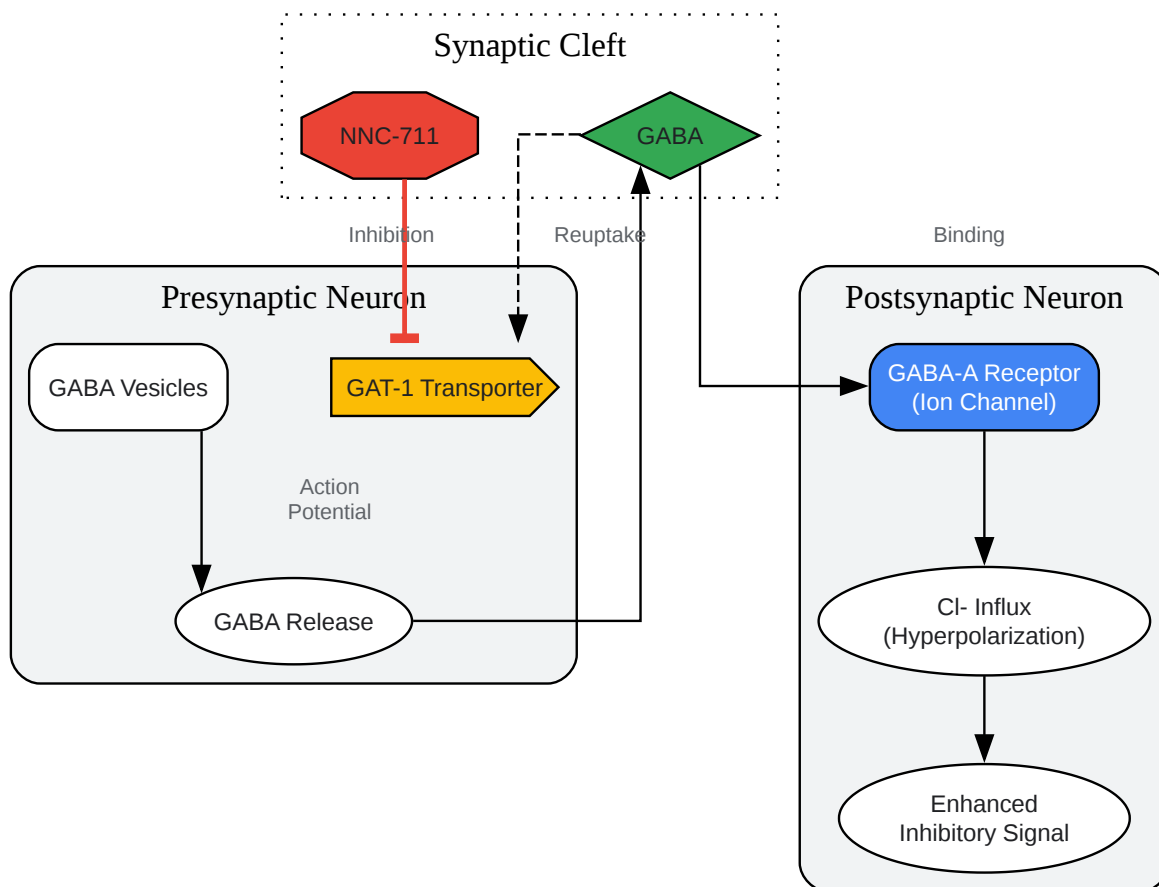 Synaptic Cleft
NNC-711
GABA
Inhibition
Reuptake
Binding
Presynaptic Neuron
GABA Vesicles
GAT-1 Transporter
Action
Potential
GABA Release
Postsynaptic Neuron
GABA-A Receptor
(Ion Channel)
Cl- Influx
(Hyperpolarization)
Enhanced
Inhibitory Signal